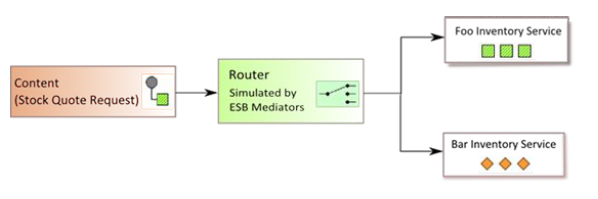 Content
(Stock Quote Request)
Router
Simulated by
ESB Mediators
Foo Inventory Service
Bar Inventory Service